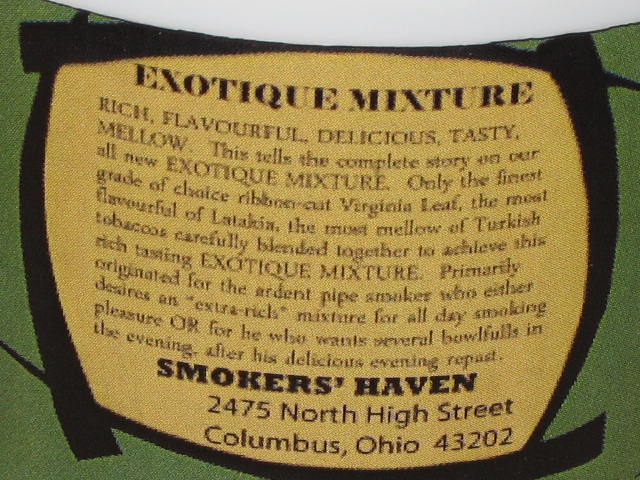 EXOTIQUE MIXTURE
RICH, FLAVOURFUL, DELICIOUS, TASTY,
MELLOW. This tells the complete story on our
all new EXOTIQUE MIXTURE. Only the finest
grade of choice ribbon-cut Virginia Leaf, the most
flavourful of Latakia, the most mellow of Turkish
tobaccos carefully blended together to achieve this
rich tasting EXOTIQUE MIXTURE. Primarily
originated for the ardent pipe smoker who either
desires an "extra-rich" mixture for all day smoking
pleasure OR for he who wants several bowlfulls in
the evening, after his delicious evening repast.
SMOKERS' HAVEN
2475 North High Street
Columbus, Ohio 43202